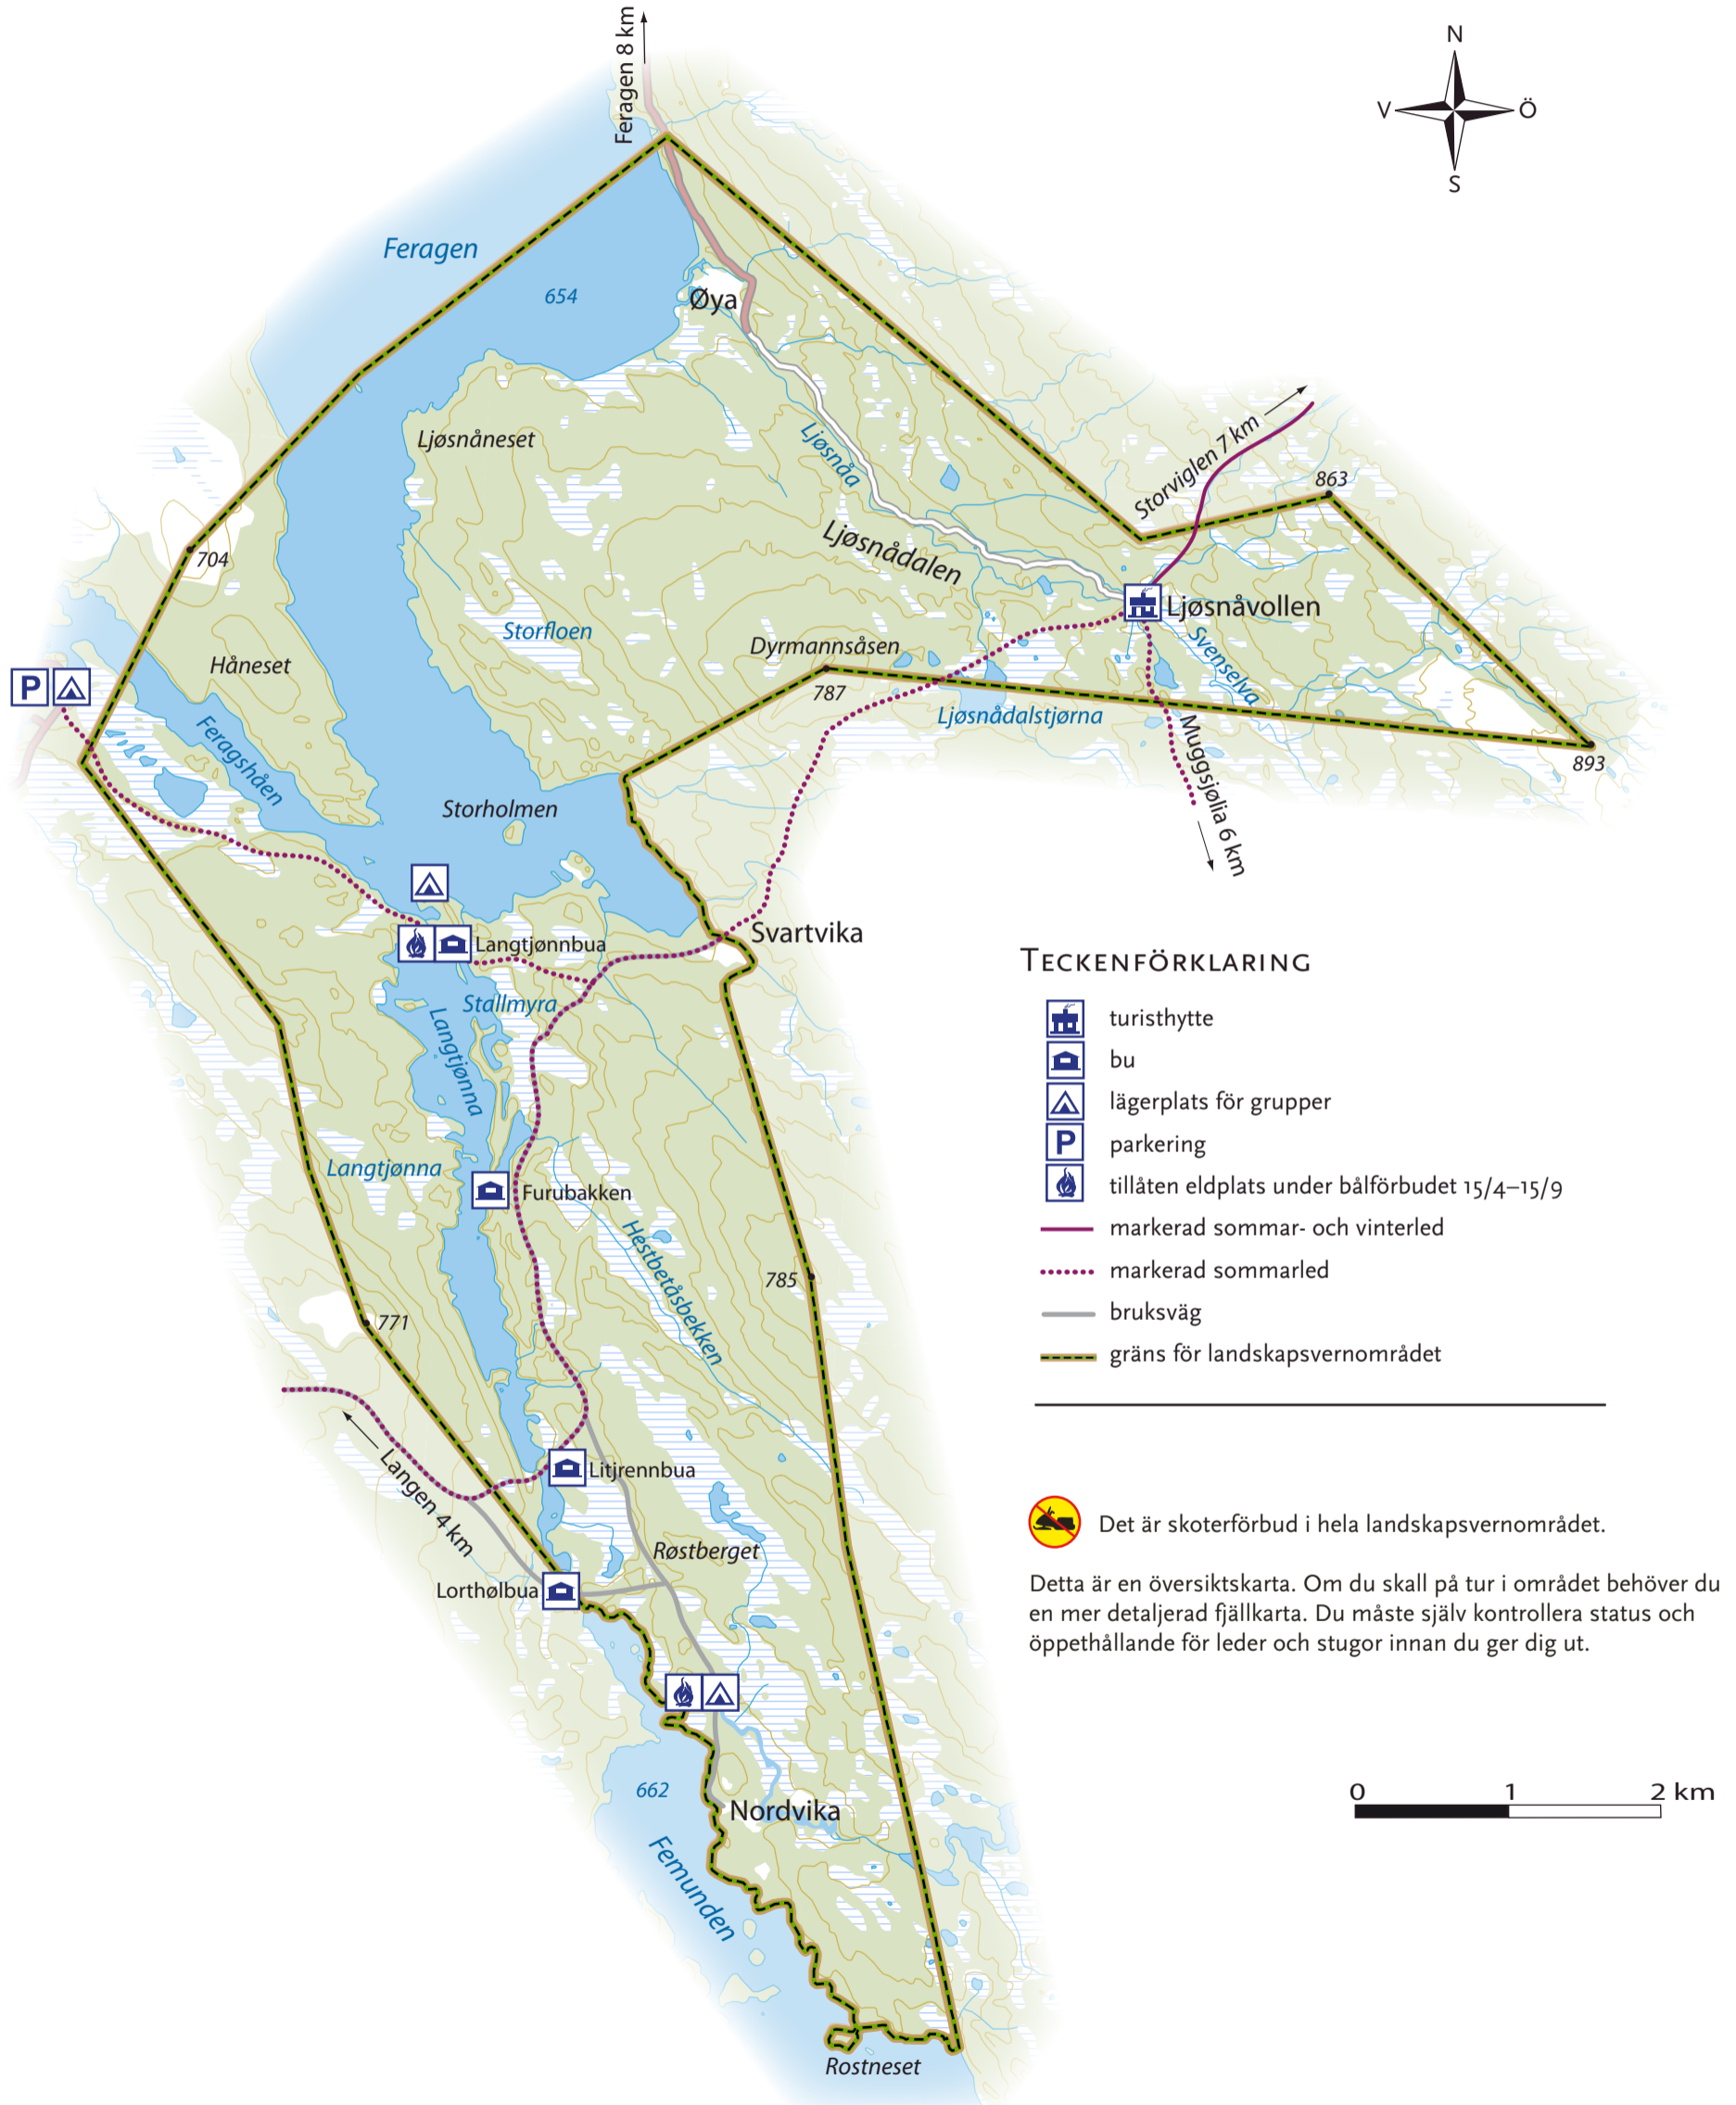 Feragen 8 km
N
V
Ö
S
Feragen
654
Øya
Ljøsnåneset
Ljøsnåa
Storviglen 7 km
863
Ljøsnådalen
704
Ljøsnåvollen
Storfloen
Svenselva
Dyrmannsåsen
Håneset
P
787
Ljøsnådalstjørna
Muggsjølia 6 km
893
Feragshåen
Storholmen
Svartvika
Langtjønnbua
Stallmyra
Langtjønna
Langtjønna
Furubakken
Hestbetåsbekken
785
771
Langen 4 km
Litjrennbua
Røstberget
Lorthølbua
662
Nordvika
Femunden
Rostneset
TECKENFÖRKLARING
turisthytte
bu
lägerplats för grupper
P parkering
tillåten eldplats under bålförbudet 15/4–15/9
markerad sommar- och vinterled
markerad sommarled
bruksväg
gräns för landskapsvernområdet
Det är skoterförbud i hela landskapsvernområdet.
Detta är en översiktskarta. Om du skall på tur i området behöver du
en mer detaljerad fjällkarta. Du måste själv kontrollera status och
öppethållande för leder och stugor innan du ger dig ut.
0 1 2 km